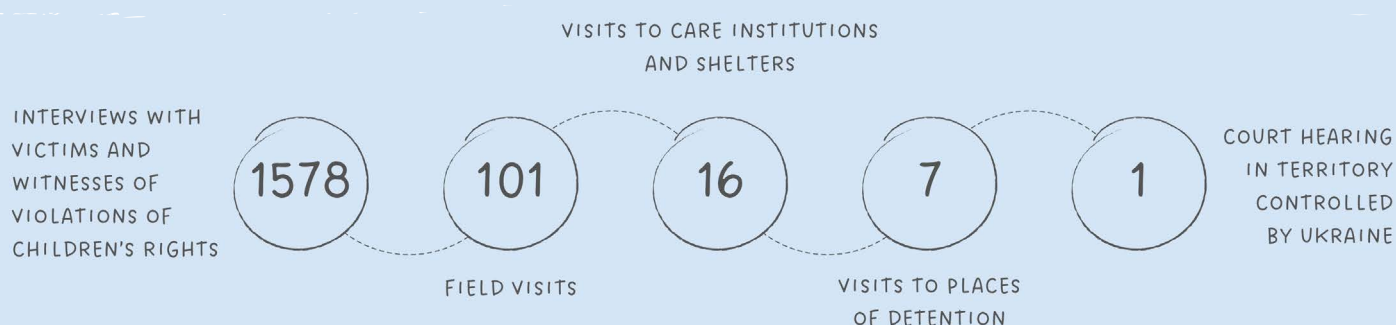 VISITS TO CARE INSTITUTIONS
AND SHELTERS
INTERVIEWS WITH
VICTIMS AND
WITNESSES OF
VIOLATIONS OF
CHILDREN'S RIGHTS
1578
101
16
7
1
COURT HEARING
IN TERRITORY
CONTROLLED
BY UKRAINE
FIELD VISITS
VISITS TO PLACES
OF DETENTION